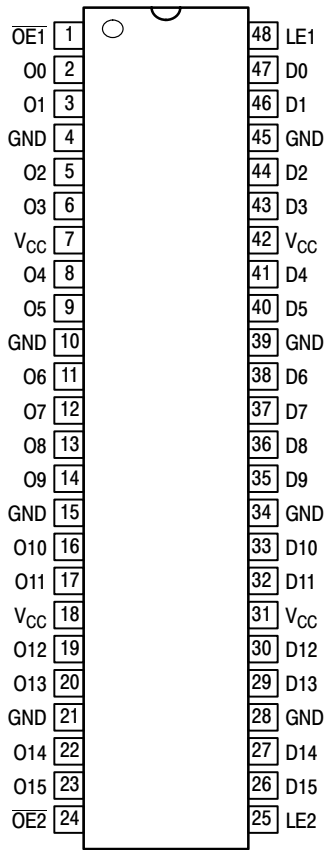 O̅E̅1̅ 1 48 LE1
O0 2 47 D0
O1 3 46 D1
GND 4 45 GND
O2 5 44 D2
O3 6 43 D3
VCC 7 42 VCC
O4 8 41 D4
O5 9 40 D5
GND 10 39 GND
O6 11 38 D6
O7 12 37 D7
O8 13 36 D8
O9 14 35 D9
GND 15 34 GND
O10 16 33 D10
O11 17 32 D11
VCC 18 31 VCC
O12 19 30 D12
O13 20 29 D13
GND 21 28 GND
O14 22 27 D14
O15 23 26 D15
O̅E̅2̅ 24 25 LE2